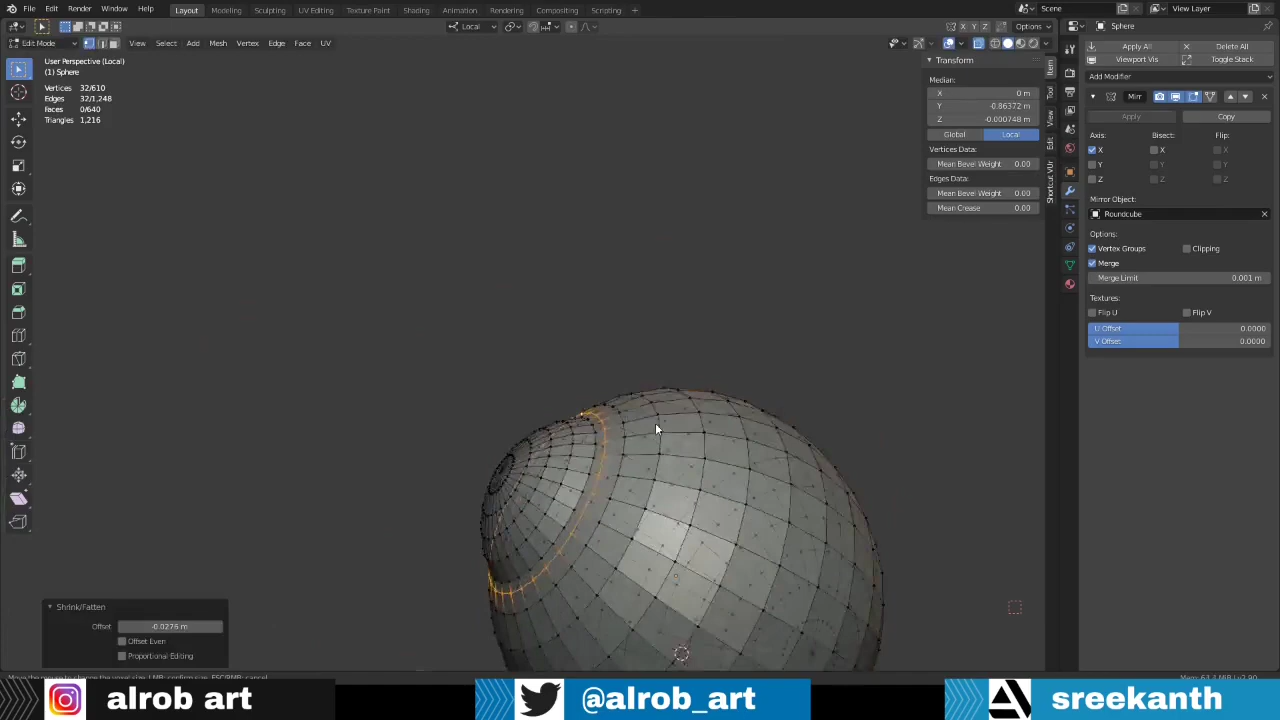 File Edit Render Window Help Layout Modeling Sculpting UV Editing Texture Paint Shading Animation Rendering Compositing Scripting + Scene View Layer
Local X Y Z Options Sphere
Edit Mode View Select Add Mesh Vertex Edge Face UV
Apply All Delete All
Viewport Vis Toggle Stack
Add Modifier
User Perspective (Local)
(1) Sphere
Vertices 32/610
Edges 32/1,248
Faces 0/640
Triangles 1,216
Transform
Median:
X 0 m
Y -0.86372 m
Z -0.000748 m
Global Local
Vertices Data:
Mean Bevel Weight 0.00
Edges Data:
Mean Bevel Weight 0.00
Mean Crease 0.00
Item
Tool
View
Edit
Shortcut VUr
Mirr
Apply Copy
Axis: Bisect: Flip:
X X X
Y Y Y
Z Z Z
Mirror Object:
Roundcube
Options:
Vertex Groups Clipping
Merge
Merge Limit 0.001 m
Textures:
Flip U Flip V
U Offset 0.0000
V Offset 0.0000
Shrink/Fatten
Offset -0.0276 m
Offset Even
Proportional Editing
alrob art @alrob_art sreekanth